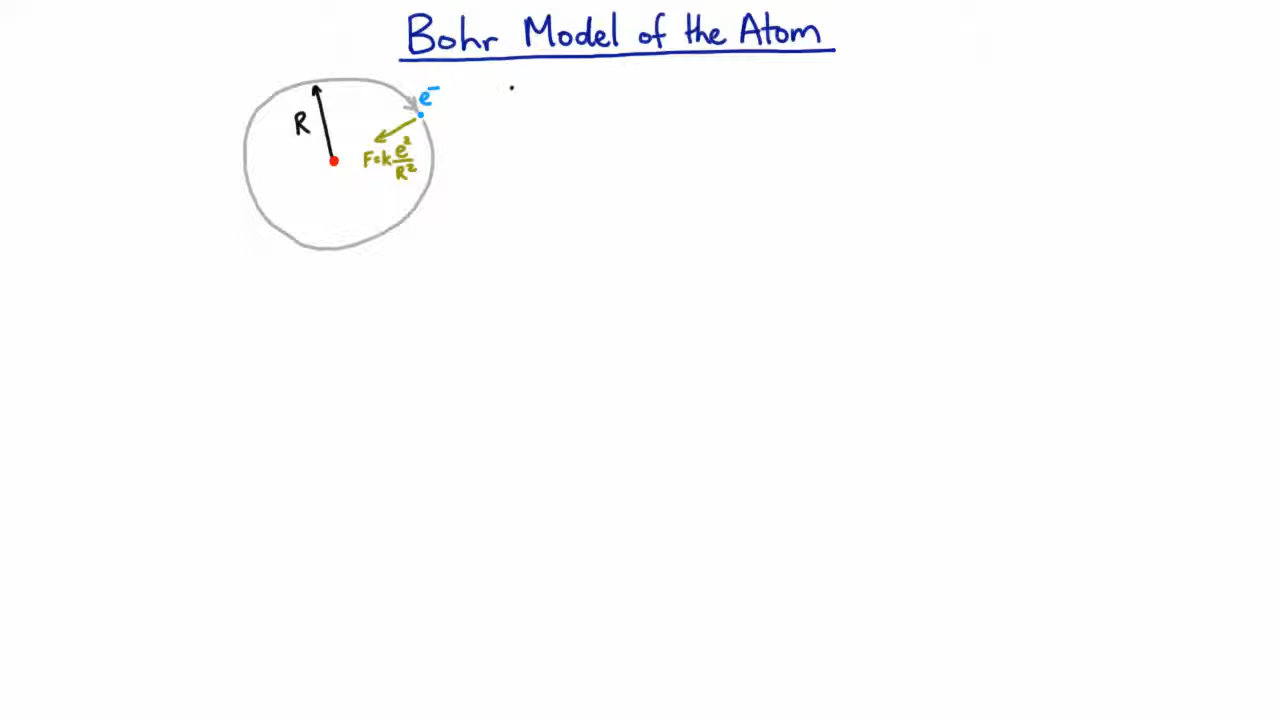 Bohr Model of the Atom
e⁻
R
F=k e²/R²